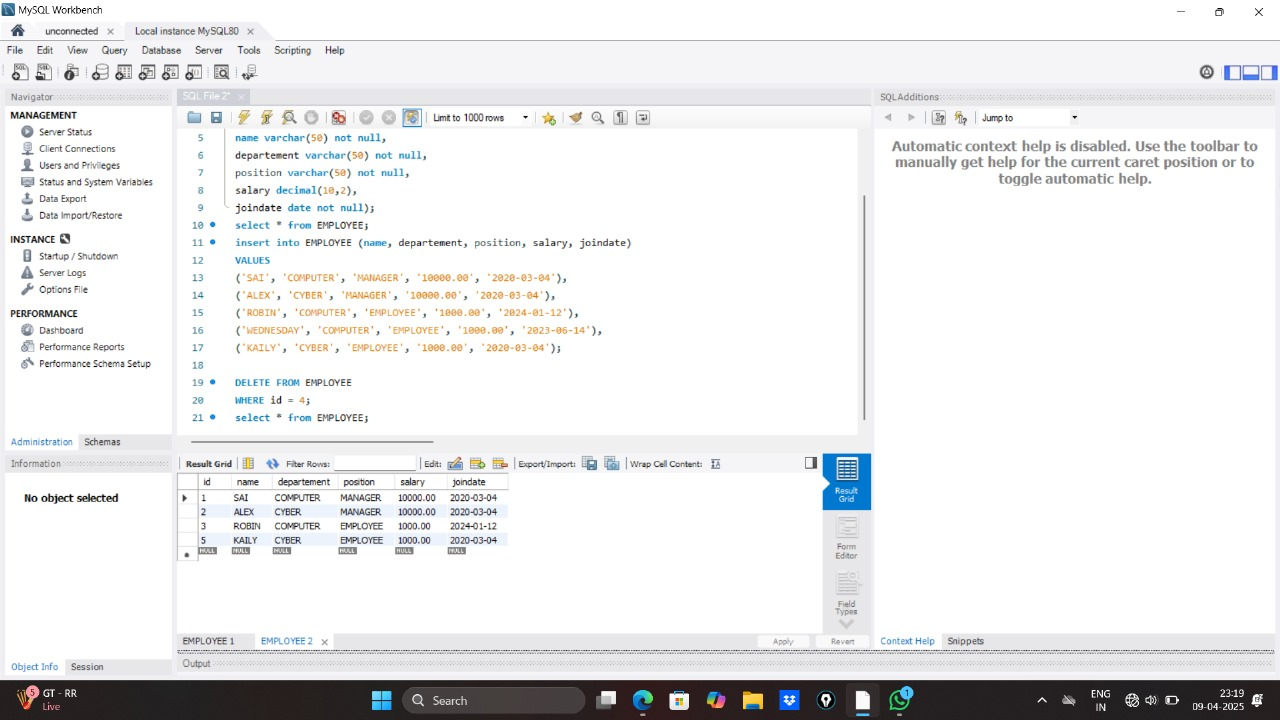 MySQL Workbench
unconnected
Local instance MySQL80
File Edit View Query Database Server Tools Scripting Help
Navigator
MANAGEMENT
Server Status
Client Connections
Users and Privileges
Status and System Variables
Data Export
Data Import/Restore
INSTANCE
Startup / Shutdown
Server Logs
Options File
PERFORMANCE
Dashboard
Performance Reports
Performance Schema Setup
Administration Schemas
Information
No object selected
Object Info Session
SQL File 2*
Limit to 1000 rows
5 name varchar(50) not null,
6 departement varchar(50) not null,
7 position varchar(50) not null,
8 salary decimal(10,2),
9 joindate date not null);
10 select * from EMPLOYEE;
11 insert into EMPLOYEE (name, departement, position, salary, joindate)
12 VALUES
13 ('SAI', 'COMPUTER', 'MANAGER', '10000.00', '2020-03-04'),
14 ('ALEX', 'CYBER', 'MANAGER', '10000.00', '2020-03-04'),
15 ('ROBIN', 'COMPUTER', 'EMPLOYEE', '1000.00', '2024-01-12'),
16 ('WEDNESDAY', 'COMPUTER', 'EMPLOYEE', '1000.00', '2023-06-14'),
17 ('KAILY', 'CYBER', 'EMPLOYEE', '1000.00', '2020-03-04');
18
19 DELETE FROM EMPLOYEE
20 WHERE id = 4;
21 select * from EMPLOYEE;
Result Grid Filter Rows: Edit: Export/Import: Wrap Cell Content:
id name departement position salary joindate
1 SAI COMPUTER MANAGER 10000.00 2020-03-04
2 ALEX CYBER MANAGER 10000.00 2020-03-04
3 ROBIN COMPUTER EMPLOYEE 1000.00 2024-01-12
5 KAILY CYBER EMPLOYEE 1000.00 2020-03-04
NULL NULL NULL NULL NULL NULL
Result
Grid
Form
Editor
Field
Types
EMPLOYEE 1 EMPLOYEE 2 Apply Revert
Output
SQLAdditions
Jump to
Automatic context help is disabled. Use the toolbar to
manually get help for the current caret position or to
toggle automatic help.
Context Help Snippets
5
GT - RR
Live
Search
1
ENG
IN
23:19
09-04-2025